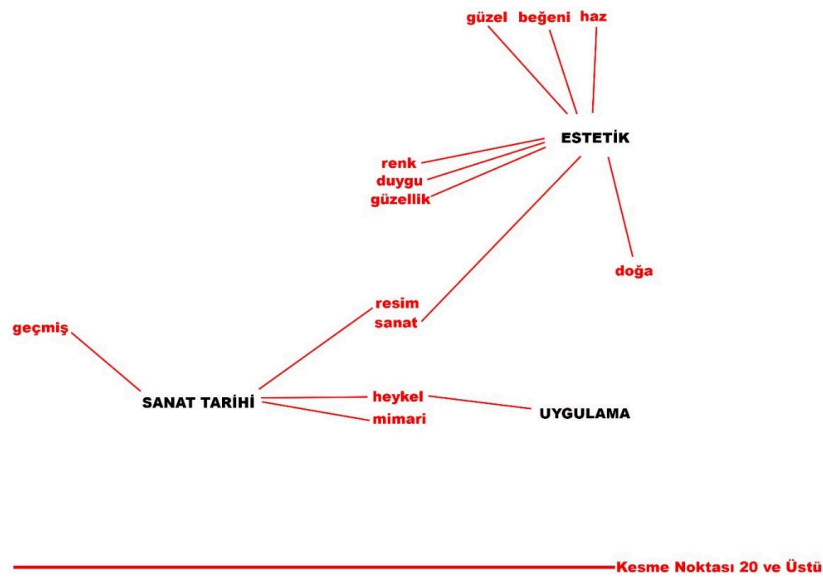 güzel beğeni haz
ESTETİK
renk
duygu
güzellik
doğa
resim
sanat
geçmiş
heykel
SANAT TARİHİ
UYGULAMA
mimari
Kesme Noktası 20 ve Üstü